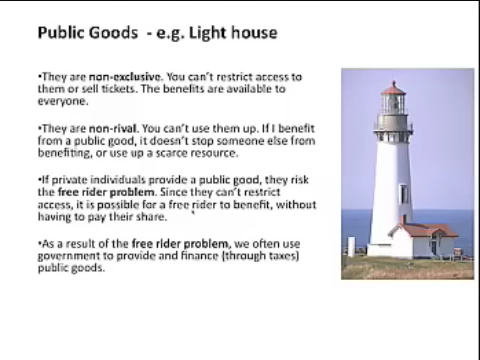 Public Goods - e.g. Light house
•They are non-exclusive. You can't restrict access to
them or sell tickets. The benefits are available to
everyone.
•They are non-rival. You can't use them up. If I benefit
from a public good, it doesn't stop someone else from
benefiting, or use up a scarce resource.
•If private individuals provide a public good, they risk
the free rider problem. Since they can't restrict
access, it is possible for a free rider to benefit, without
having to pay their share.
•As a result of the free rider problem, we often use
government to provide and finance (through taxes)
public goods.